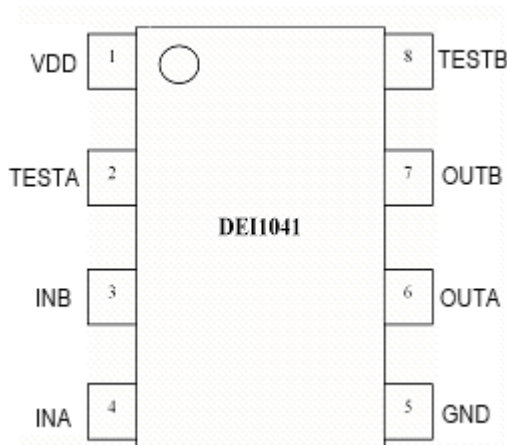 VDD 1 8 TESTB
TESTA 2 7 OUTB
DEI1041
INB 3 6 OUTA
INA 4 5 GND